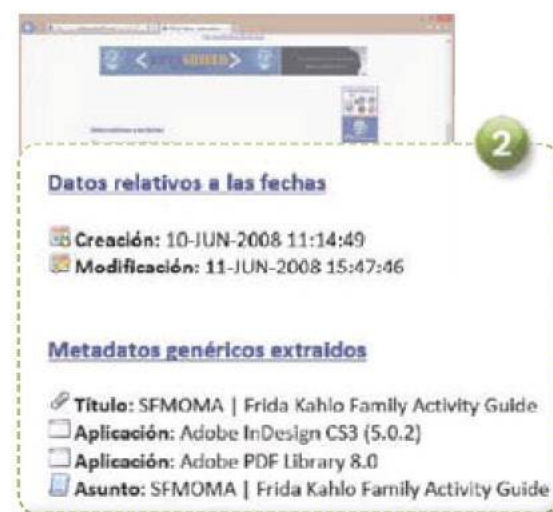 2
Datos relativos a las fechas
Creación: 10-JUN-2008 11:14:49
Modificación: 11-JUN-2008 15:47:46
Metadatos genéricos extraidos
Título: SFMOMA | Frida Kahlo Family Activity Guide
Aplicación: Adobe InDesign CS3 (5.0.2)
Aplicación: Adobe PDF Library 8.0
Asunto: SFMOMA | Frida Kahlo Family Activity Guide